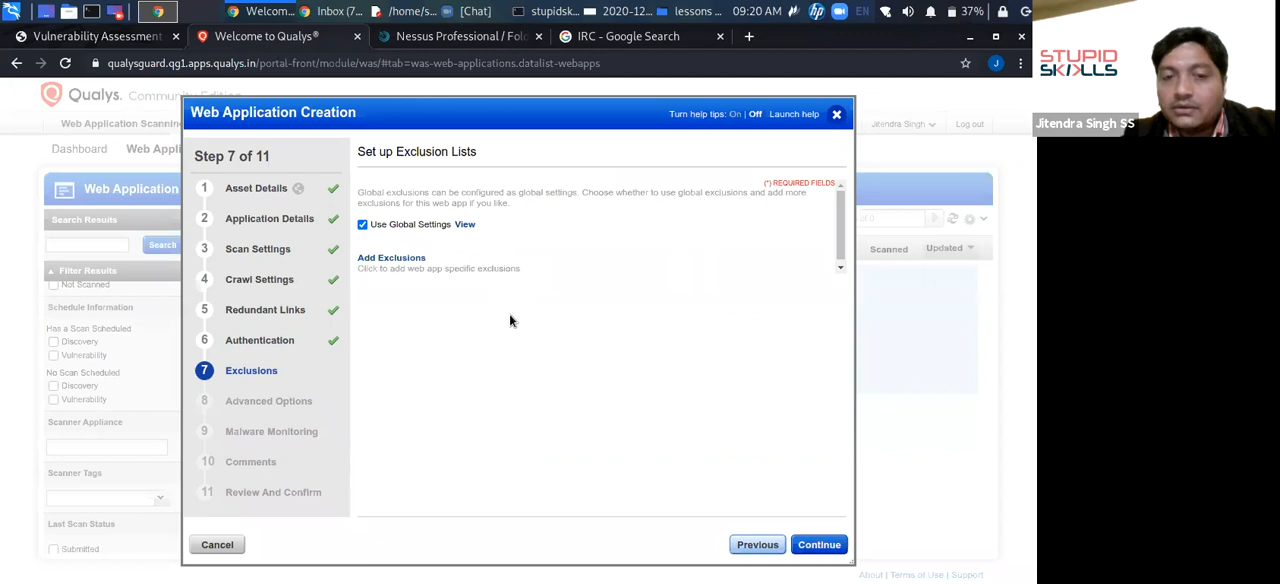 Welcom... Inbox (7... /home/s... [Chat] stupidsk... 2020-12... lessons ... 09:20 AM hp EN 37%
Vulnerability Assessment Welcome to Qualys® Nessus Professional / Fol IRC - Google Search
qualysguard.qg1.apps.qualys.in/portal-front/module/was/#tab=was-web-applications.datalist-webapps J
STUPID
SKILLS
Jitendra Singh SS
Qualys. Community Edition
Web Application Scanning
Jitendra Singh Log out
Dashboard Web Appli
Web Application
Search Results
Search
Filter Results
Not Scanned
Schedule Information
Has a Scan Scheduled
Discovery
Vulnerability
No Scan Scheduled
Discovery
Vulnerability
Scanner Appliance
Scanner Tags
Last Scan Status
Submitted
of 0
Scanned Updated
Web Application Creation
Turn help tips: On | Off Launch help
Step 7 of 11
1 Asset Details
2 Application Details
3 Scan Settings
4 Crawl Settings
5 Redundant Links
6 Authentication
7 Exclusions
8 Advanced Options
9 Malware Monitoring
10 Comments
11 Review And Confirm
Set up Exclusion Lists
(*) REQUIRED FIELDS
Global exclusions can be configured as global settings. Choose whether to use global exclusions and add more
exclusions for this web app if you like.
Use Global Settings View
Add Exclusions
Click to add web app specific exclusions
Cancel
Previous Continue
About | Terms of Use | Support